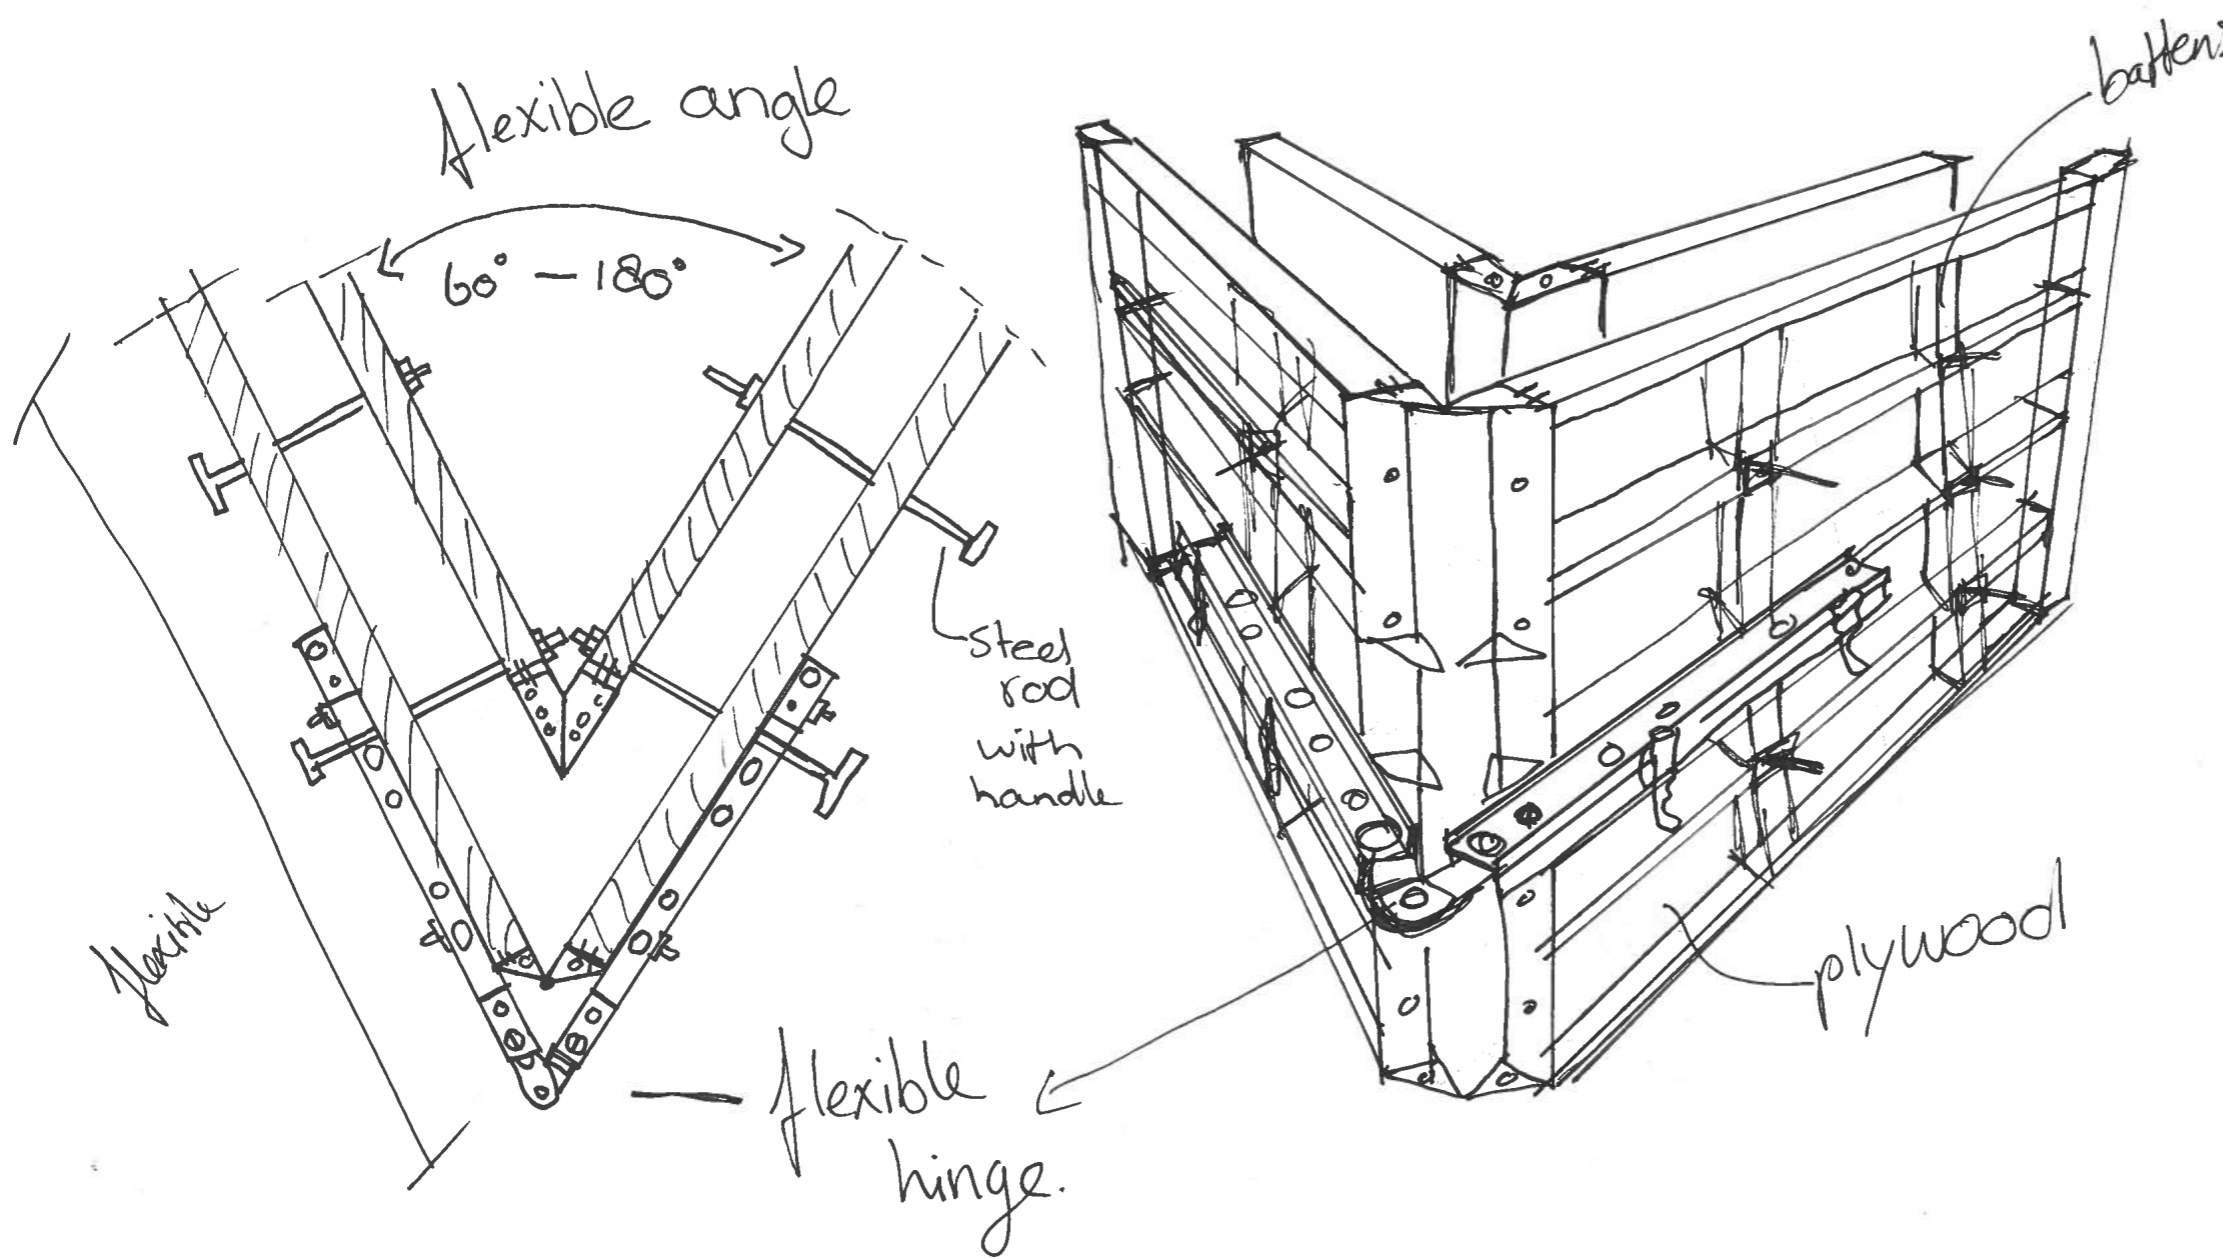 flexible angle
60° — 180°
battens
steel
rod
with
handle
flexible
plywood
flexible
hinge.